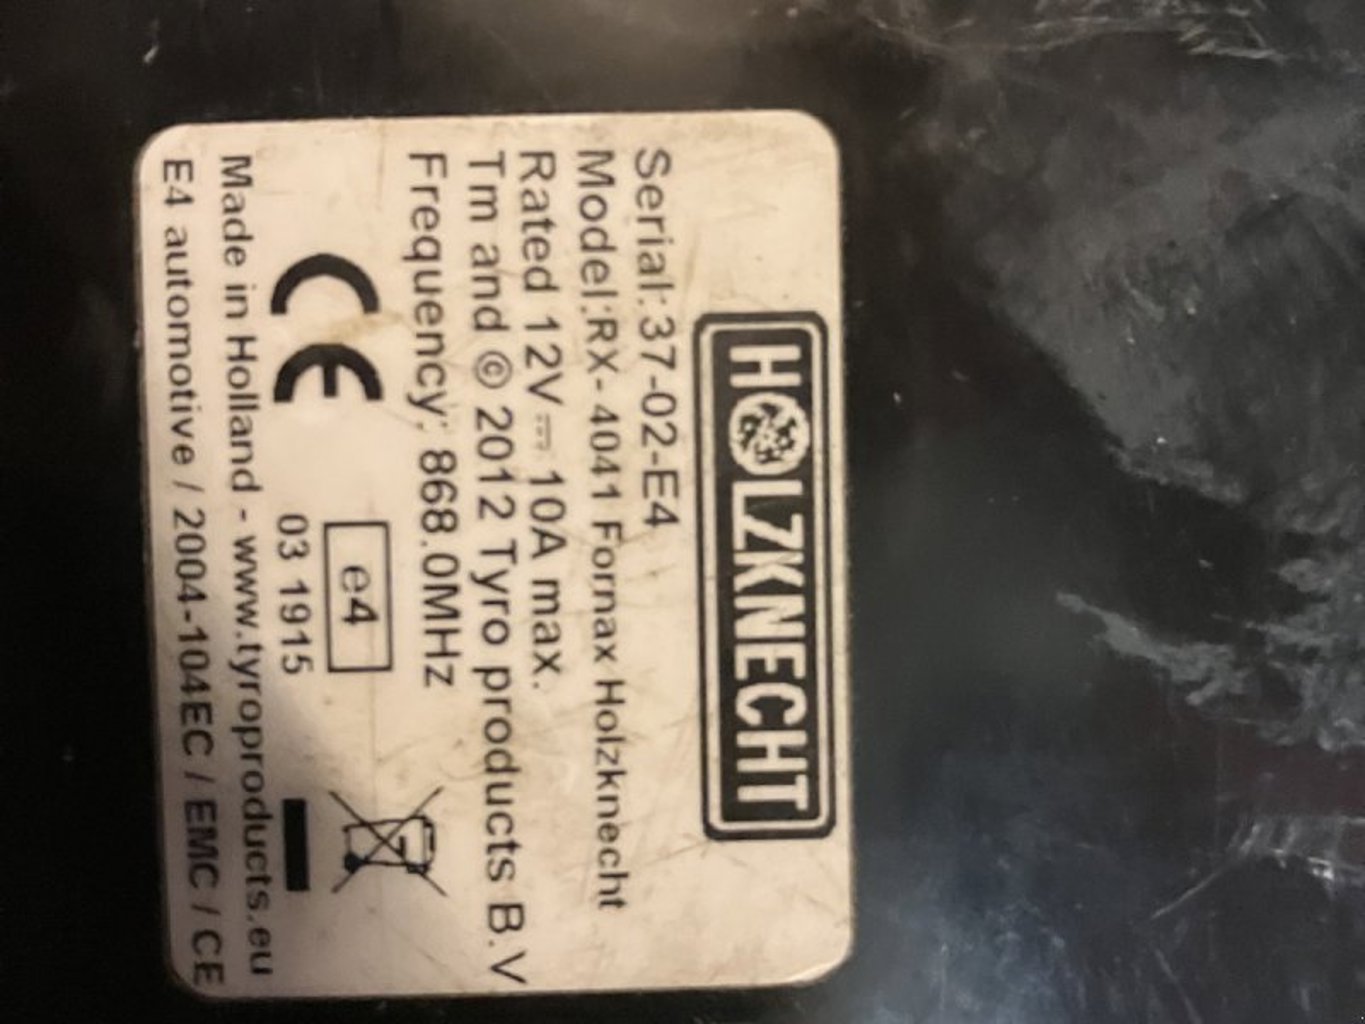 HOLZKNECHT
Serial:37-02-E4
Model:RX-4041 Fornax Holzknecht
Rated 12V⎓ 10A max.
Tm and © 2012 Tyro products B.V
Frequency: 868.0MHz
CE e4
03 1915
Made in Holland - www.tyroproducts.eu
E4 automotive / 2004-104EC / EMC / CE